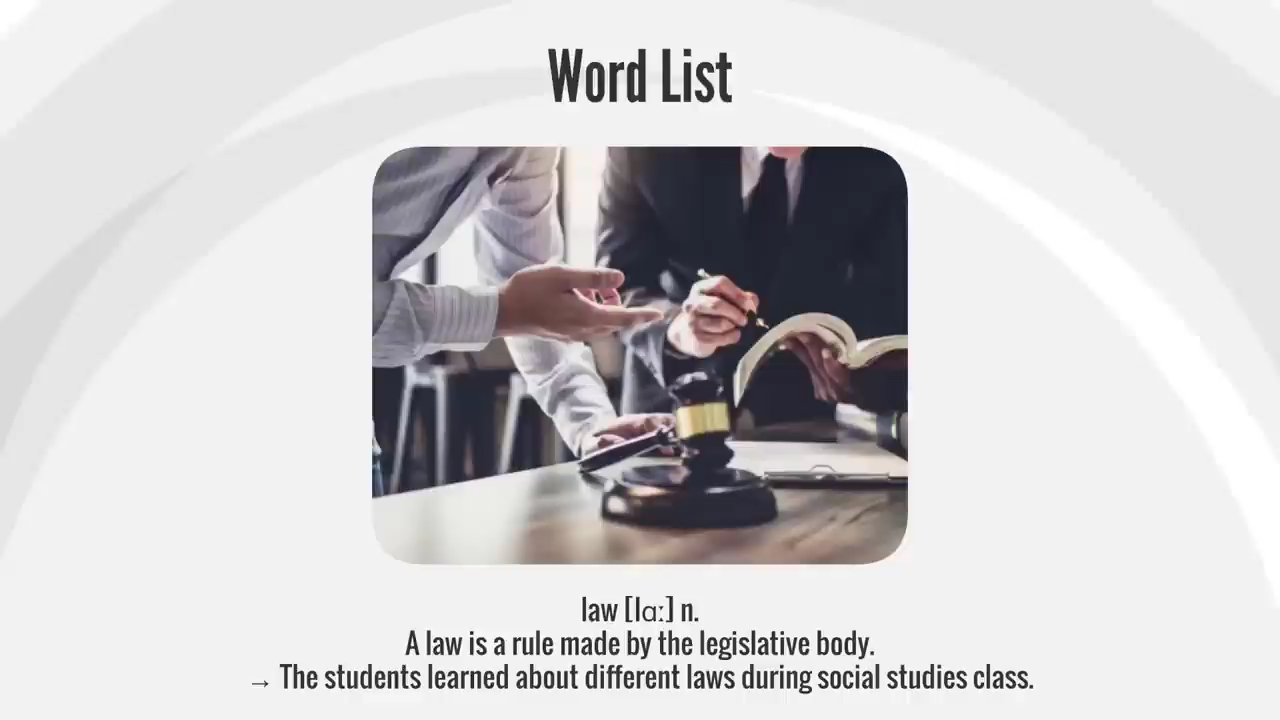 Word List
law [lɑː] n.
A law is a rule made by the legislative body.
→ The students learned about different laws during social studies class.